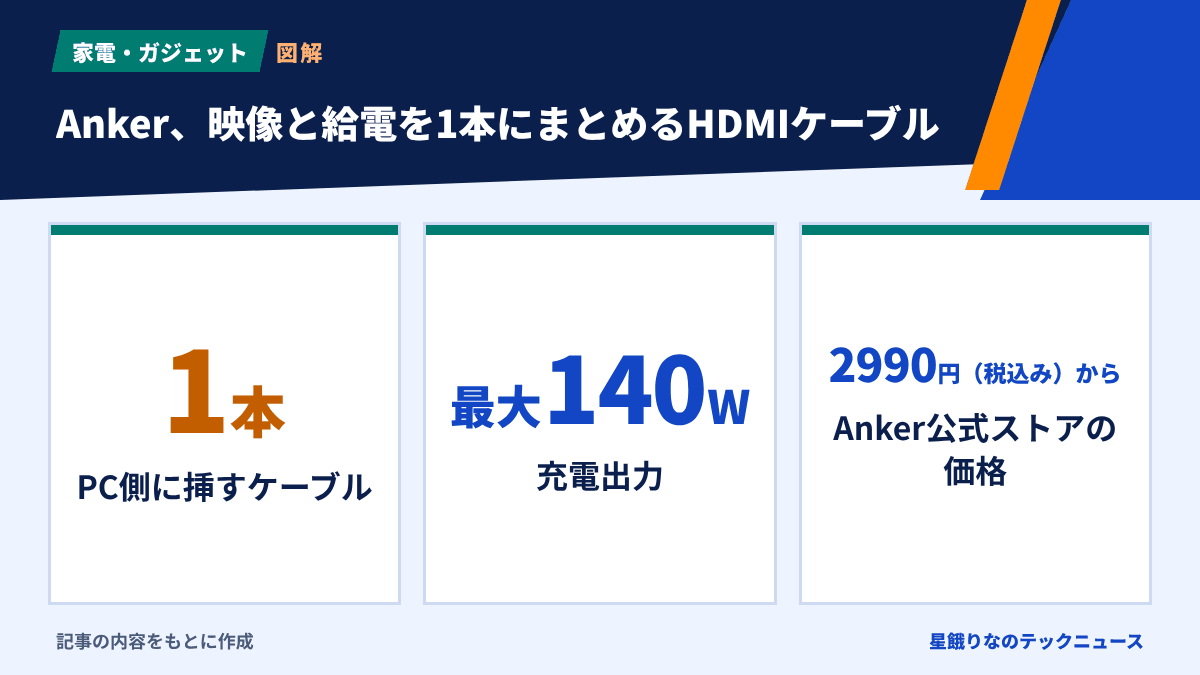 家電・ガジェット 図解
Anker、映像と給電を1本にまとめるHDMIケーブル
1本
PC側に挿すケーブル
最大140W
充電出力
2990円（税込み）から
Anker公式ストアの
価格
記事の内容をもとに作成
星餓りなのテックニュース